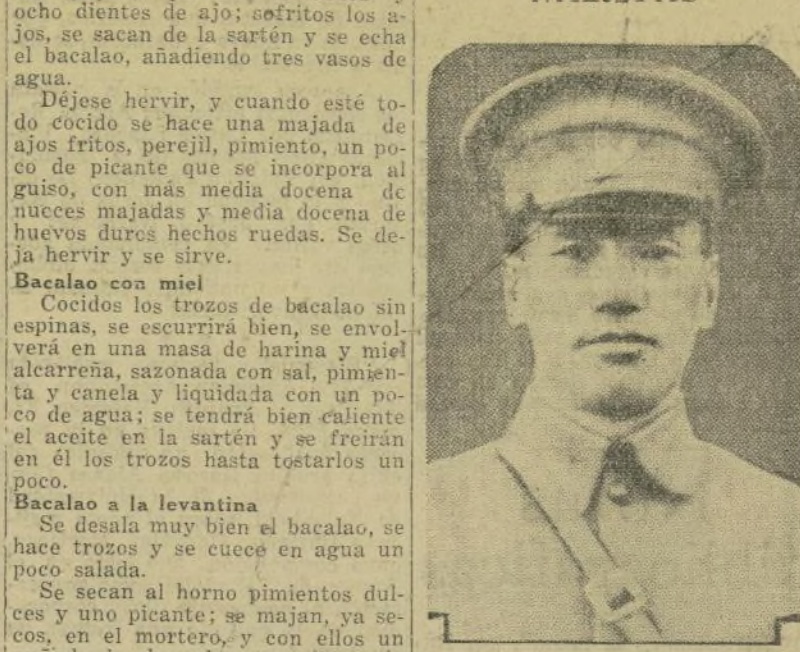 ocho dientes de ajo; sofritos los a-
jos, se sacan de la sartén y se echa
el bacalao, añadiendo tres vasos de
agua.
Déjese hervir, y cuando esté to-
do cocido se hace una majada de
ajos fritos, perejil, pimiento, un po-
co de picante que se incorpora al
guiso, con más media docena de
nueces majadas y media docena de
huevos duros hechos ruedas. Se de-
ja hervir y se sirve.
Bacalao con miel
Cocidos los trozos de bacalao sin
espinas, se escurrirá bien, se envol-
verá en una masa de harina y miel
alcarreña, sazonada con sal, pimien-
ta y canela y liquidada con un po-
co de agua; se tendrá bien caliente
el aceite en la sartén y se freirán
en él los trozos hasta tostarlos un
poco.
Bacalao a la levantina
Se desala muy bien el bacalao, se
hace trozos y se cuece en agua un
poco salada.
Se secan al horno pimientos dul-
ces y uno picante; se majan, ya se-
cos, en el mortero, y con ellos un